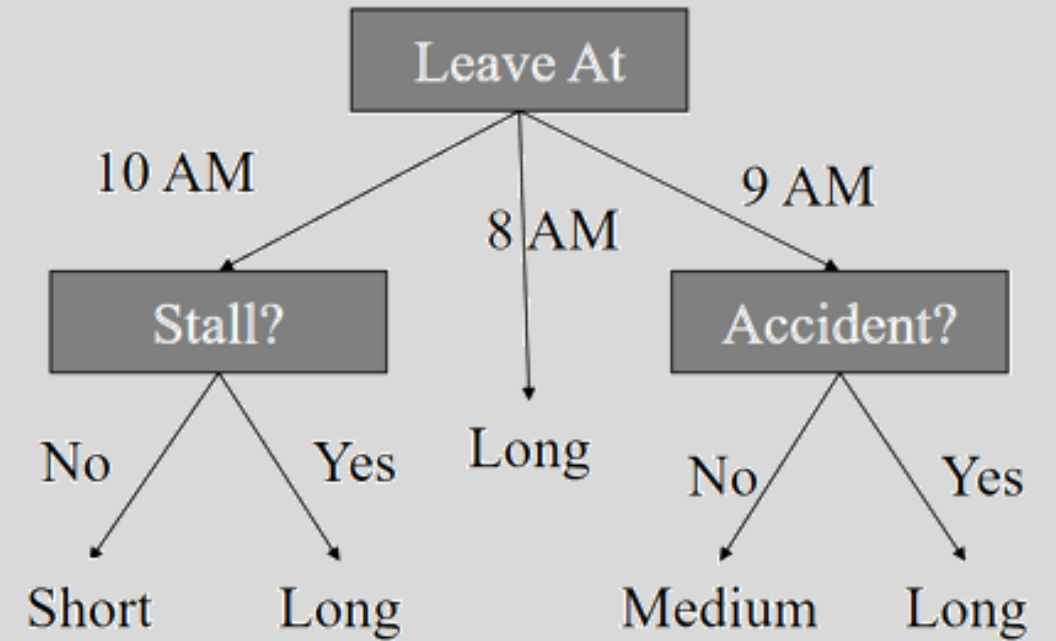 Leave At
10 AM
8 AM
9 AM
Stall?
Accident?
No
Yes
Long
No
Yes
Short
Long
Medium
Long